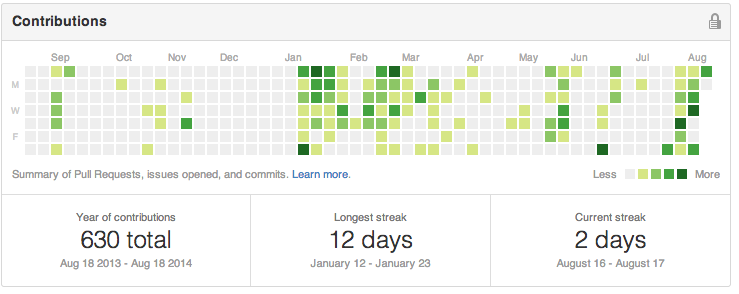 Contributions
Sep Oct Nov Dec Jan Feb Mar Apr May Jun Jul Aug
M
W
F
Summary of Pull Requests, issues opened, and commits. Learn more. Less More
Year of contributions Longest streak Current streak
630 total 12 days 2 days
Aug 18 2013 - Aug 18 2014 January 12 - January 23 August 16 - August 17